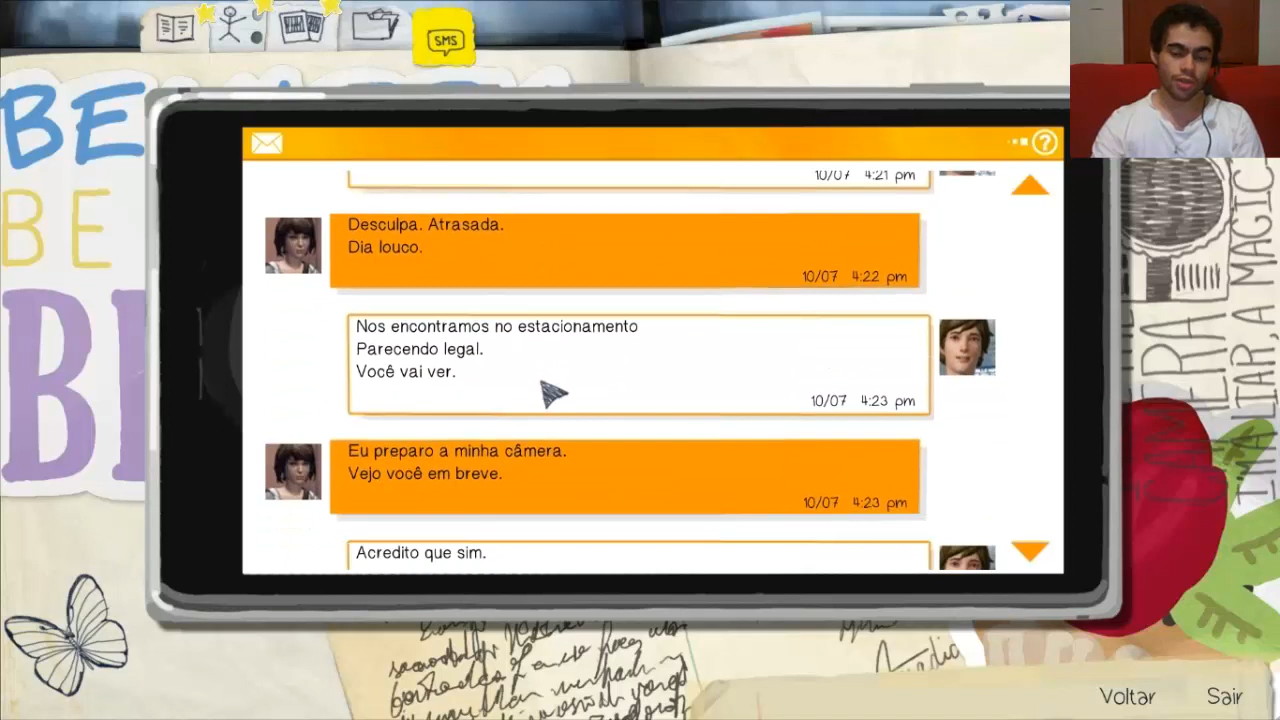 SMS
BE
BE
10/07 4:21 pm
Desculpa. Atrasada.
Dia louco.
10/07 4:22 pm
Nos encontramos no estacionamento
Parecendo legal.
Você vai ver.
10/07 4:23 pm
Eu preparo a minha câmera.
Vejo você em breve.
10/07 4:23 pm
Acredito que sim.
Voltar
Sair